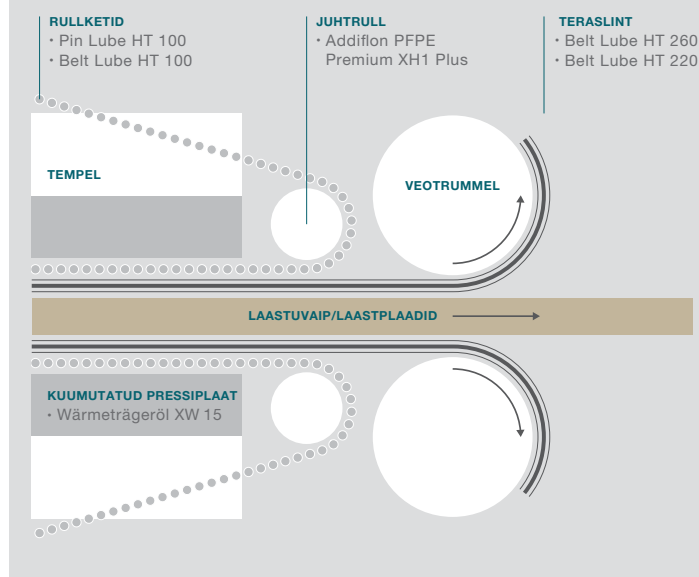 RULLKETID
· Pin Lube HT 100
· Belt Lube HT 100
JUHTRULL
· Addiflon PFPE
Premium XH1 Plus
TERASLINT
· Belt Lube HT 260
· Belt Lube HT 220
TEMPEL
VEOTRUMMEL
LAASTUVAIP/LAASTPLAADID
KUUMUTATUD PRESSIPLAAT
· Wärmeträgeröl XW 15